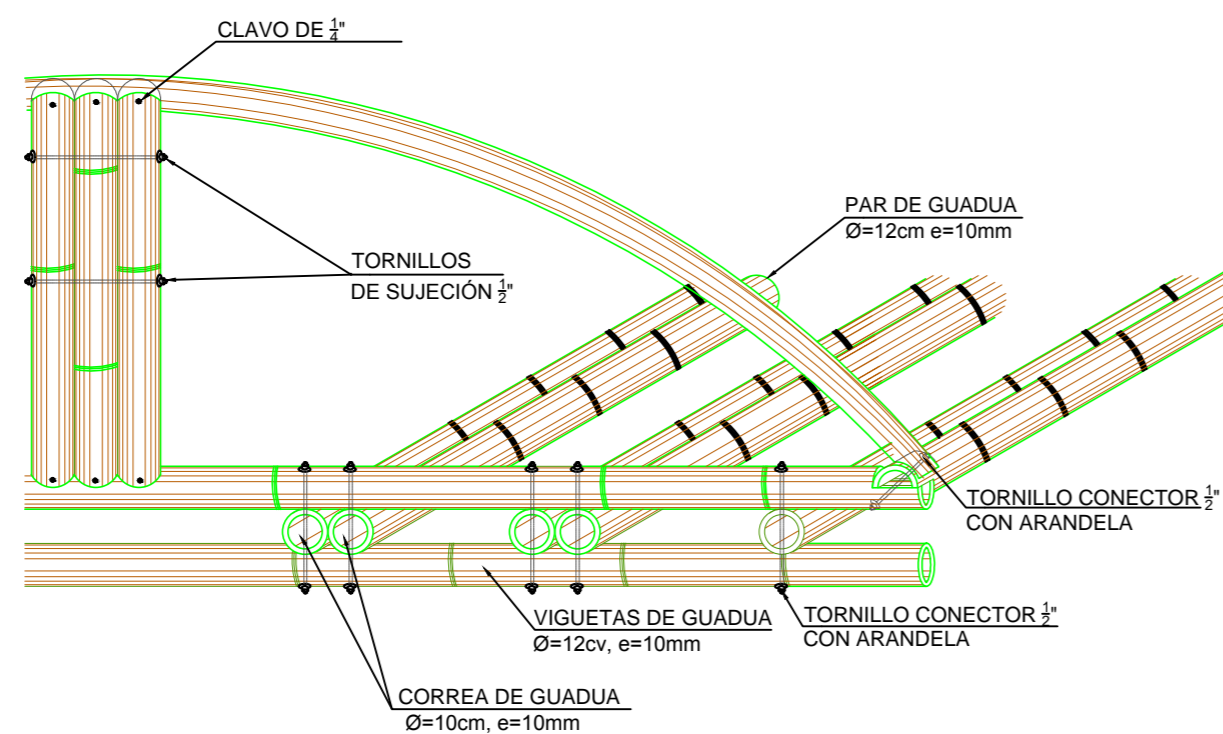 CLAVO DE 1/4"
PAR DE GUADUA
Ø=12cm e=10mm
TORNILLOS
DE SUJECIÓN 1/2"
TORNILLO CONECTOR 1/2"
CON ARANDELA
VIGUETAS DE GUADUA
Ø=12cv, e=10mm
TORNILLO CONECTOR 1/2"
CON ARANDELA
CORREA DE GUADUA
Ø=10cm, e=10mm